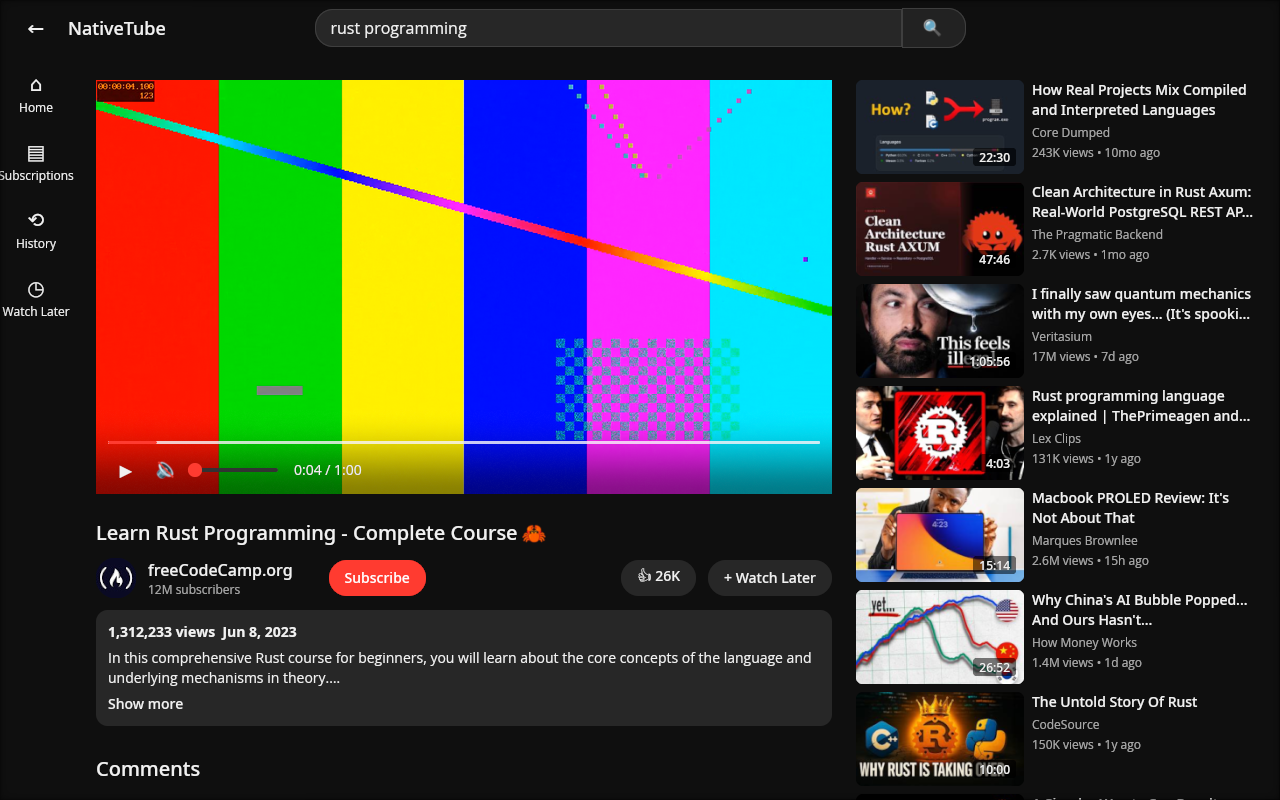 ← NativeTube
rust programming
Home
Subscriptions
History
Watch Later
00:00:04.100
123
0:04 / 1:00
Learn Rust Programming - Complete Course 🦀
freeCodeCamp.org
12M subscribers
Subscribe
👍 26K
+ Watch Later
1,312,233 views Jun 8, 2023
In this comprehensive Rust course for beginners, you will learn about the core concepts of the language and
underlying mechanisms in theory....
Show more
Comments
How?
program.exe
Languages
22:30
How Real Projects Mix Compiled
and Interpreted Languages
Core Dumped
243K views • 10mo ago
Clean
Architecture
Rust AXUM
47:46
Clean Architecture in Rust Axum:
Real-World PostgreSQL REST AP...
The Pragmatic Backend
2.7K views • 1mo ago
This feels
illegal
1:05:56
I finally saw quantum mechanics
with my own eyes... (It's spooki...
Veritasium
17M views • 7d ago
R
4:03
Rust programming language
explained | ThePrimeagen and...
Lex Clips
131K views • 1y ago
4:23
15:14
Macbook PROLED Review: It's
Not About That
Marques Brownlee
2.6M views • 15h ago
yet...
26:52
Why China's AI Bubble Popped...
And Ours Hasn't...
How Money Works
1.4M views • 1d ago
C++
R
WHY RUST IS TAKING OVER
10:00
The Untold Story Of Rust
CodeSource
150K views • 1y ago